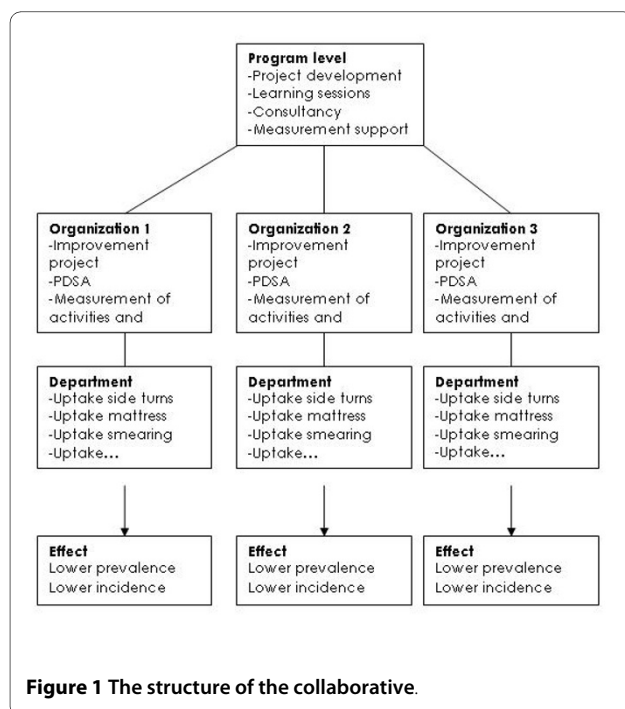 Program level
-Project development
-Learning sessions
-Consultancy
-Measurement support
Organization 1
-Improvement
project
-PDSA
-Measurement of
activities and
Organization 2
-Improvement
project
-PDSA
-Measurement of
activities and
Organization 3
-Improvement
project
-PDSA
-Measurement of
activities and
Department
-Uptake side turns
-Uptake mattress
-Uptake smearing
-Uptake...
Department
-Uptake side turns
-Uptake mattress
-Uptake smearing
-Uptake...
Department
-Uptake side turns
-Uptake mattress
-Uptake smearing
-Uptake...
Effect
Lower prevalence
Lower incidence
Effect
Lower prevalence
Lower incidence
Effect
Lower prevalence
Lower incidence
Figure 1 The structure of the collaborative.